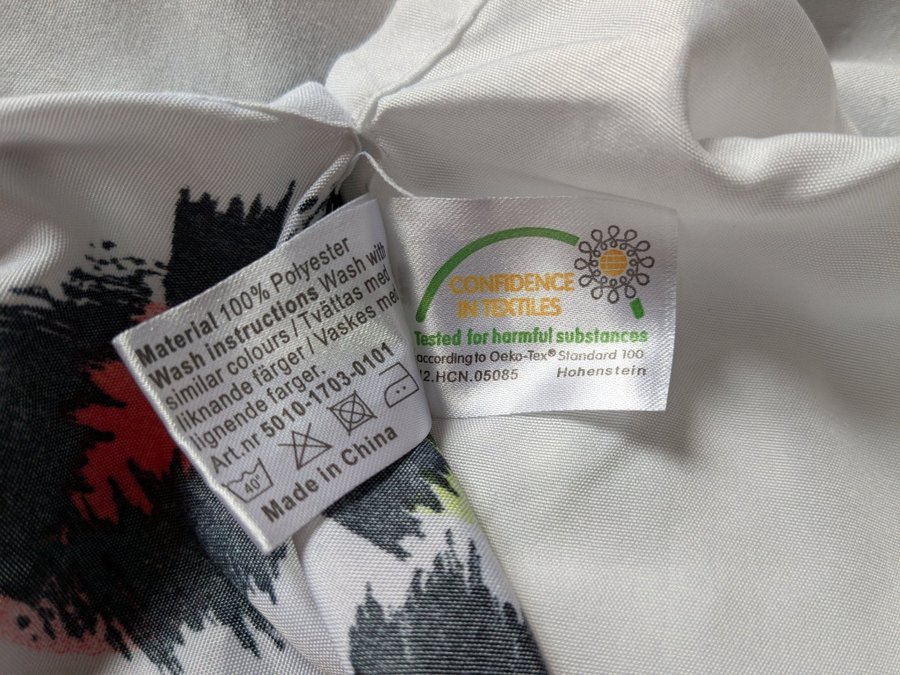 Material 100% Polyester
Wash instructions Wash with
similar colours / Tvättas med
liknande färger / Vaskes med
lignende farger.
Art.nr 5010-1703-0101
40°
Made in China
CONFIDENCE
IN TEXTILES
Tested for harmful substances
according to Oeko-Tex® Standard 100
Hohenstein